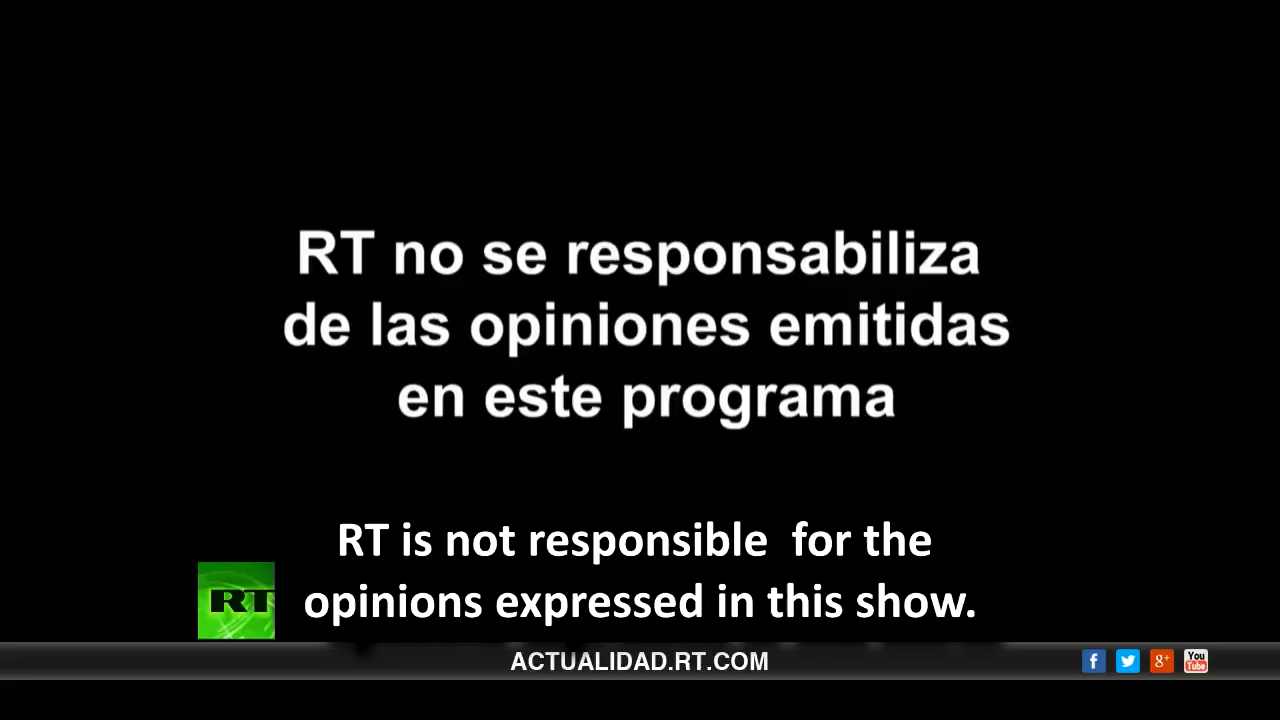 RT no se responsabiliza
de las opiniones emitidas
en este programa
RT is not responsible for the
opinions expressed in this show.
RT
ACTUALIDAD.RT.COM
f
g+
You
Tube